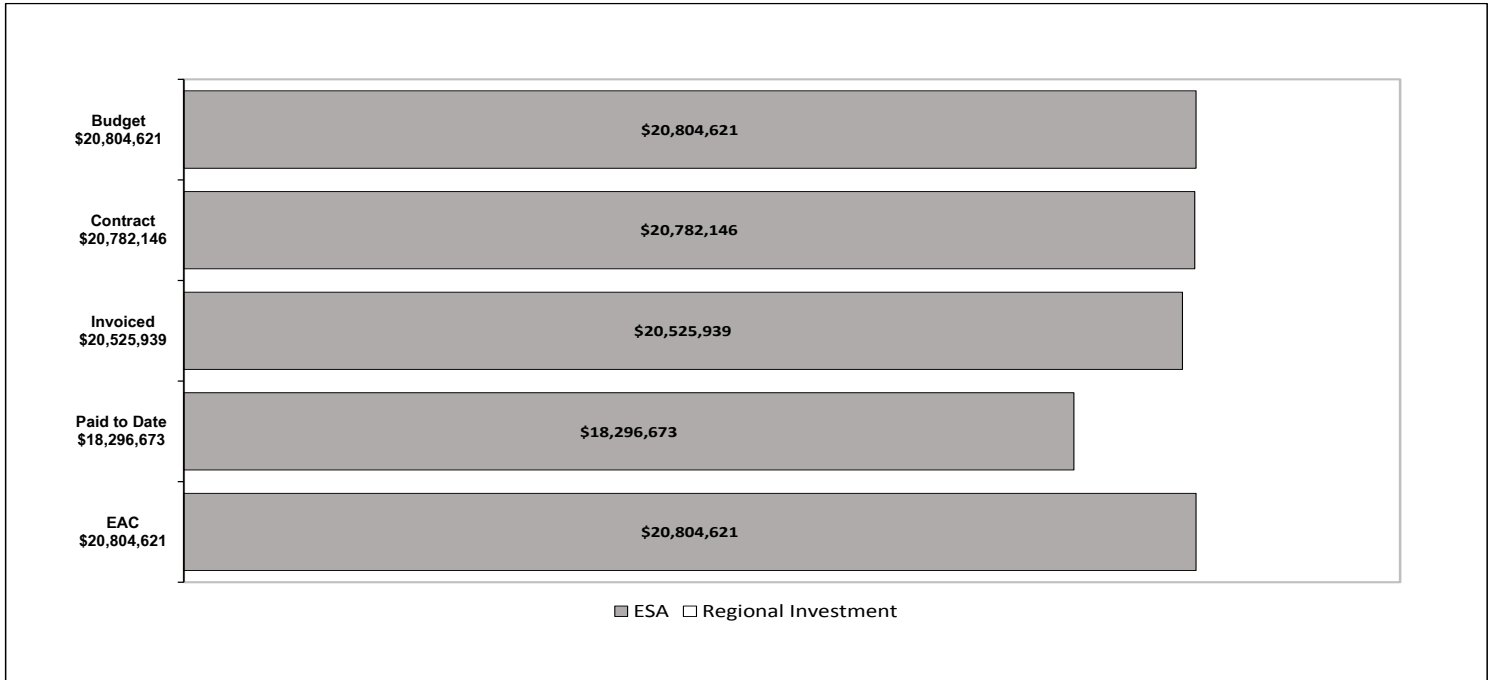 Budget
$20,804,621
$20,804,621
Contract
$20,782,146
$20,782,146
Invoiced
$20,525,939
$20,525,939
Paid to Date
$18,296,673
$18,296,673
EAC
$20,804,621
$20,804,621
ESA Regional Investment